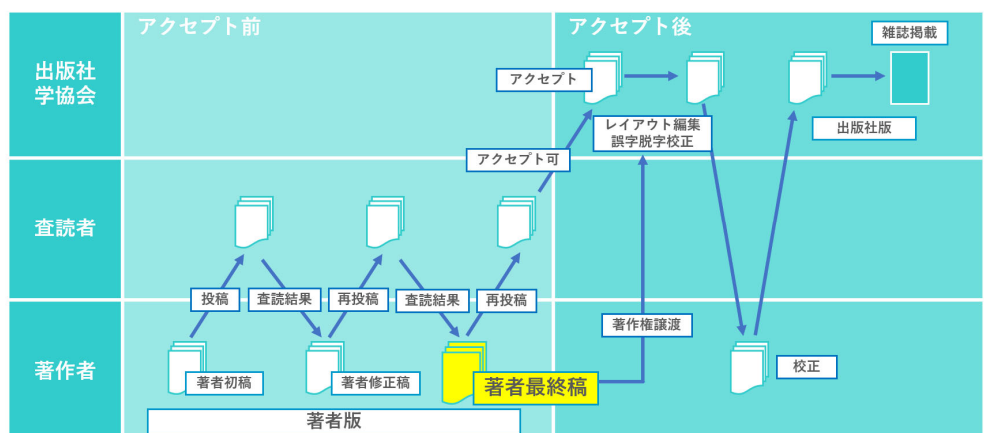 アクセプト前
アクセプト後
雑誌掲載
出版社
学協会
アクセプト
レイアウト編集
誤字脱字校正
出版社版
アクセプト可
査読者
投稿
査読結果
再投稿
査読結果
再投稿
著作権譲渡
著作者
著者初稿
著者修正稿
著者最終稿
校正
著者版